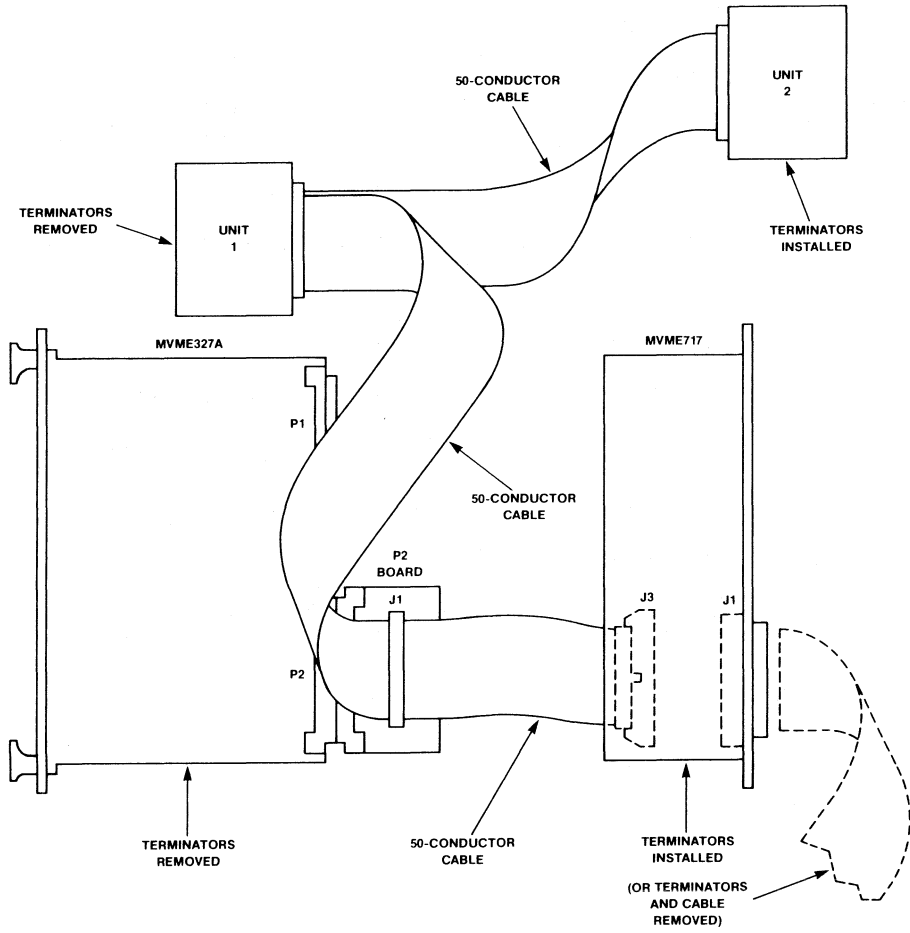 50-CONDUCTOR
CABLE
UNIT
2
TERMINATORS
REMOVED
UNIT
1
TERMINATORS
INSTALLED
MVME327A
MVME717
P1
50-CONDUCTOR
CABLE
P2
BOARD
J1
J3
J1
P2
TERMINATORS
REMOVED
50-CONDUCTOR
CABLE
TERMINATORS
INSTALLED
(OR TERMINATORS
AND CABLE
REMOVED)